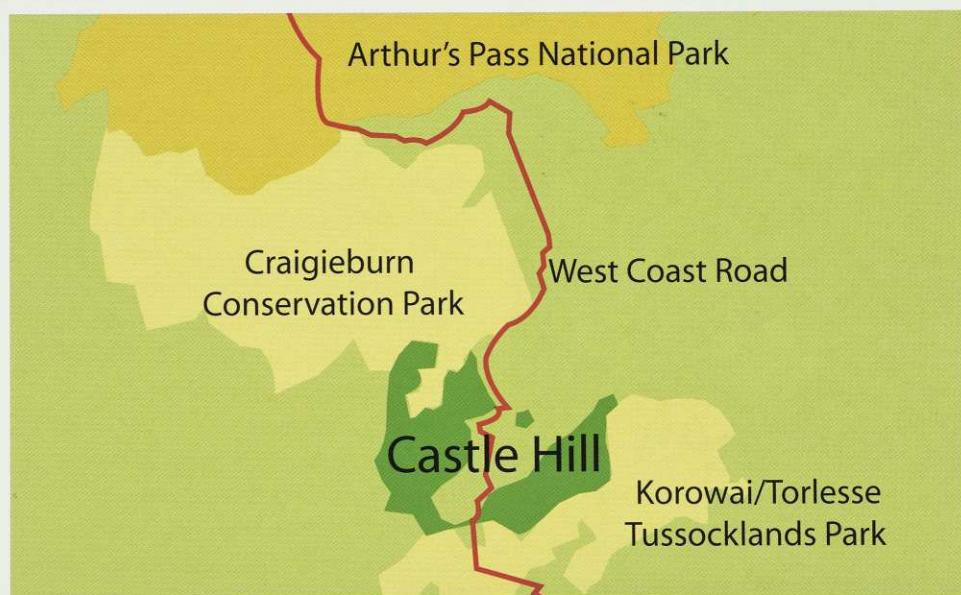 Arthur's Pass National Park
Craigieburn
Conservation Park
West Coast Road
Castle Hill
Korowai/Torlesse
Tussocklands Park